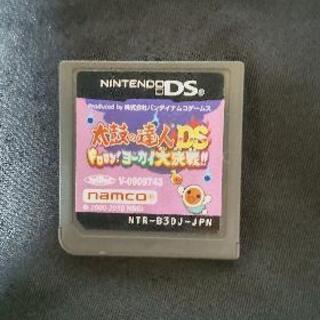 NINTENDO DS
Produced by 株式会社バンダイナムコゲームス
太鼓の達人DS
ドロロン!ヨーカイ大決戦!!
V-0909743
namco
NTR-B3DJ-JPN